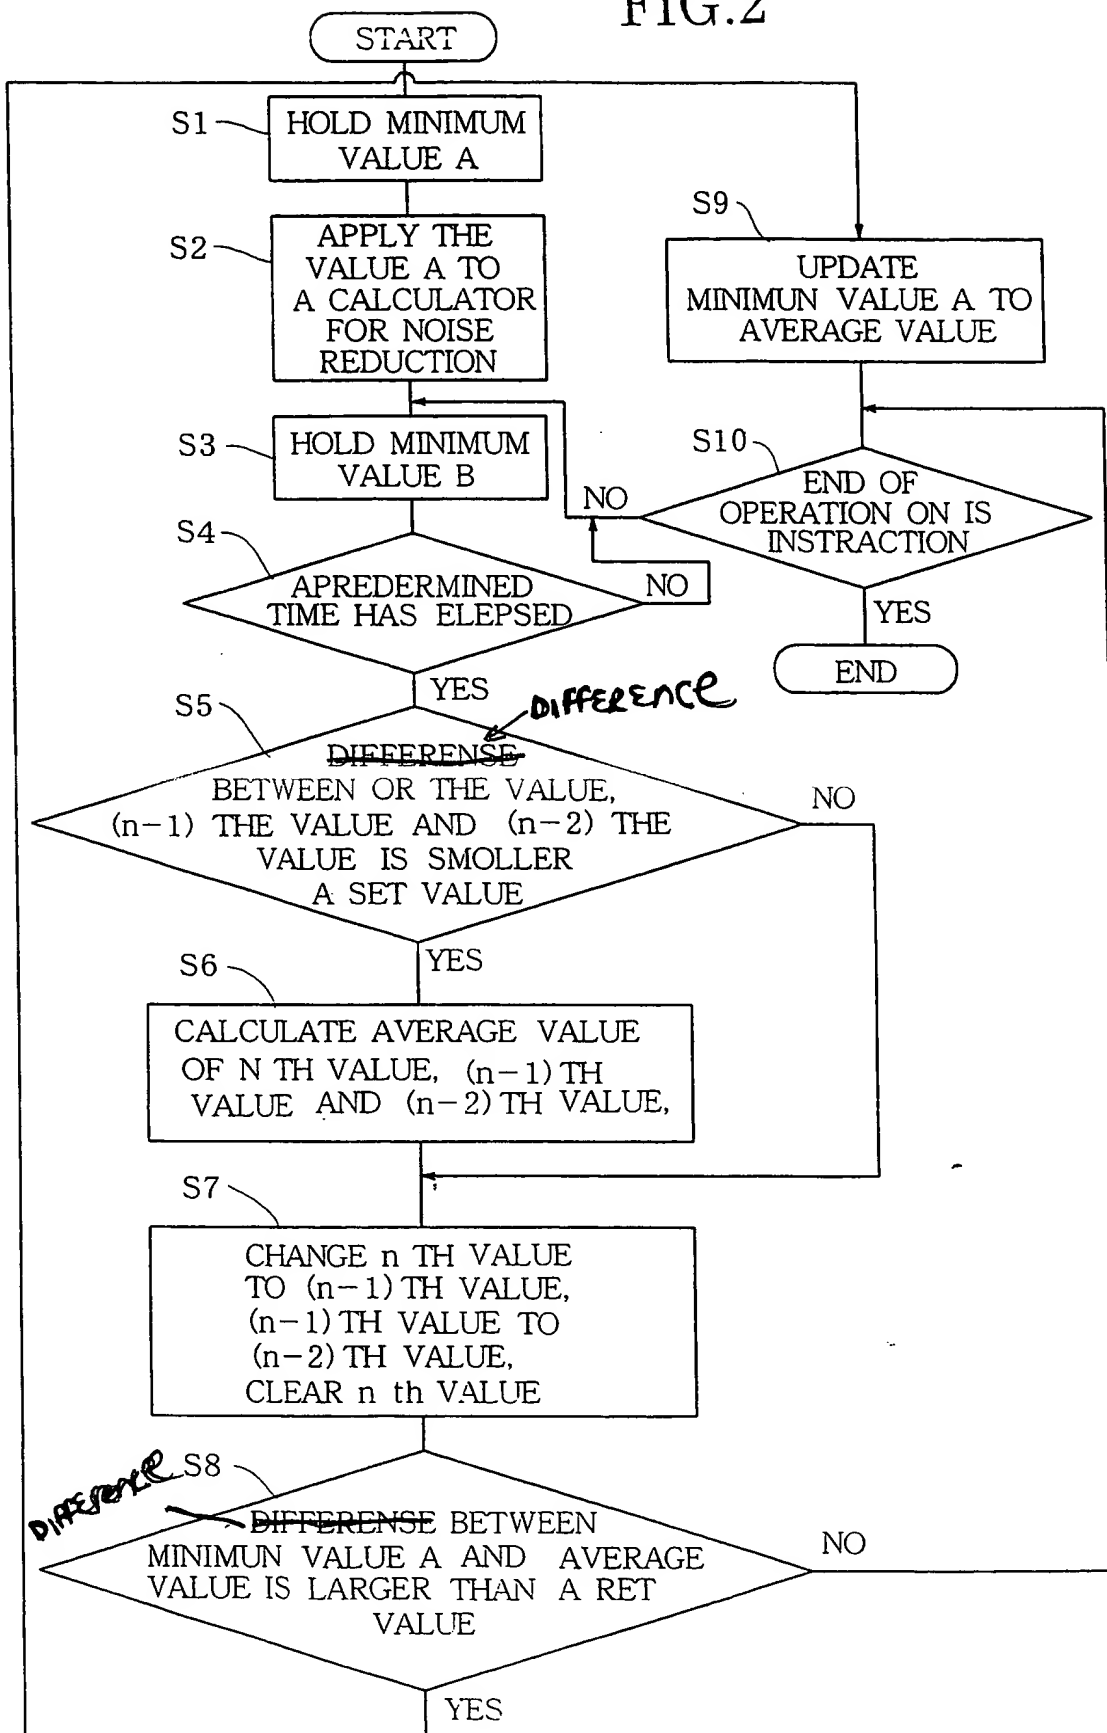 FIG.2
START
S1
HOLD MINIMUM
VALUE A
S2
APPLY THE
VALUE A TO
A CALCULATOR
FOR NOISE
REDUCTION
S3
HOLD MINIMUM
VALUE B
S4
APREDERMINED
TIME HAS ELEPSED
NO
YES
S5
DIFFERENCE
DIFFERENSE
BETWEEN OR THE VALUE,
(n-1) THE VALUE AND (n-2) THE
VALUE IS SMOLLER
A SET VALUE
NO
YES
S6
CALCULATE AVERAGE VALUE
OF N TH VALUE, (n-1) TH
VALUE AND (n-2) TH VALUE,
S7
CHANGE n TH VALUE
TO (n-1) TH VALUE,
(n-1) TH VALUE TO
(n-2) TH VALUE,
CLEAR n th VALUE
S8
DIFFERENCE
DIFFERENSE BETWEEN
MINIMUN VALUE A AND AVERAGE
VALUE IS LARGER THAN A RET
VALUE
NO
YES
S9
UPDATE
MINIMUN VALUE A TO
AVERAGE VALUE
S10
END OF
OPERATION ON IS
INSTRACTION
NO
YES
END